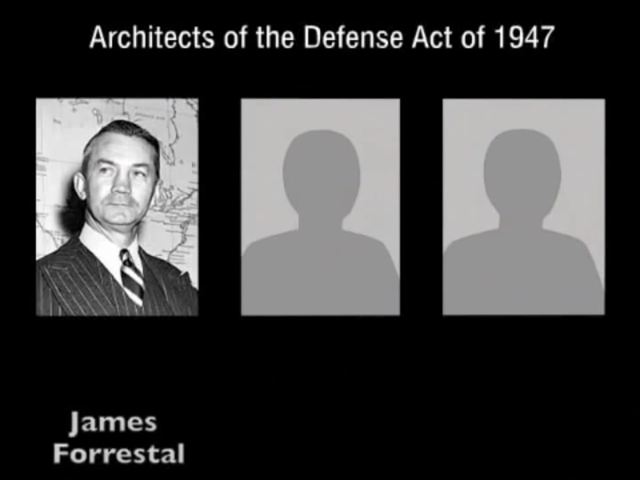 Architects of the Defense Act of 1947
James
Forrestal